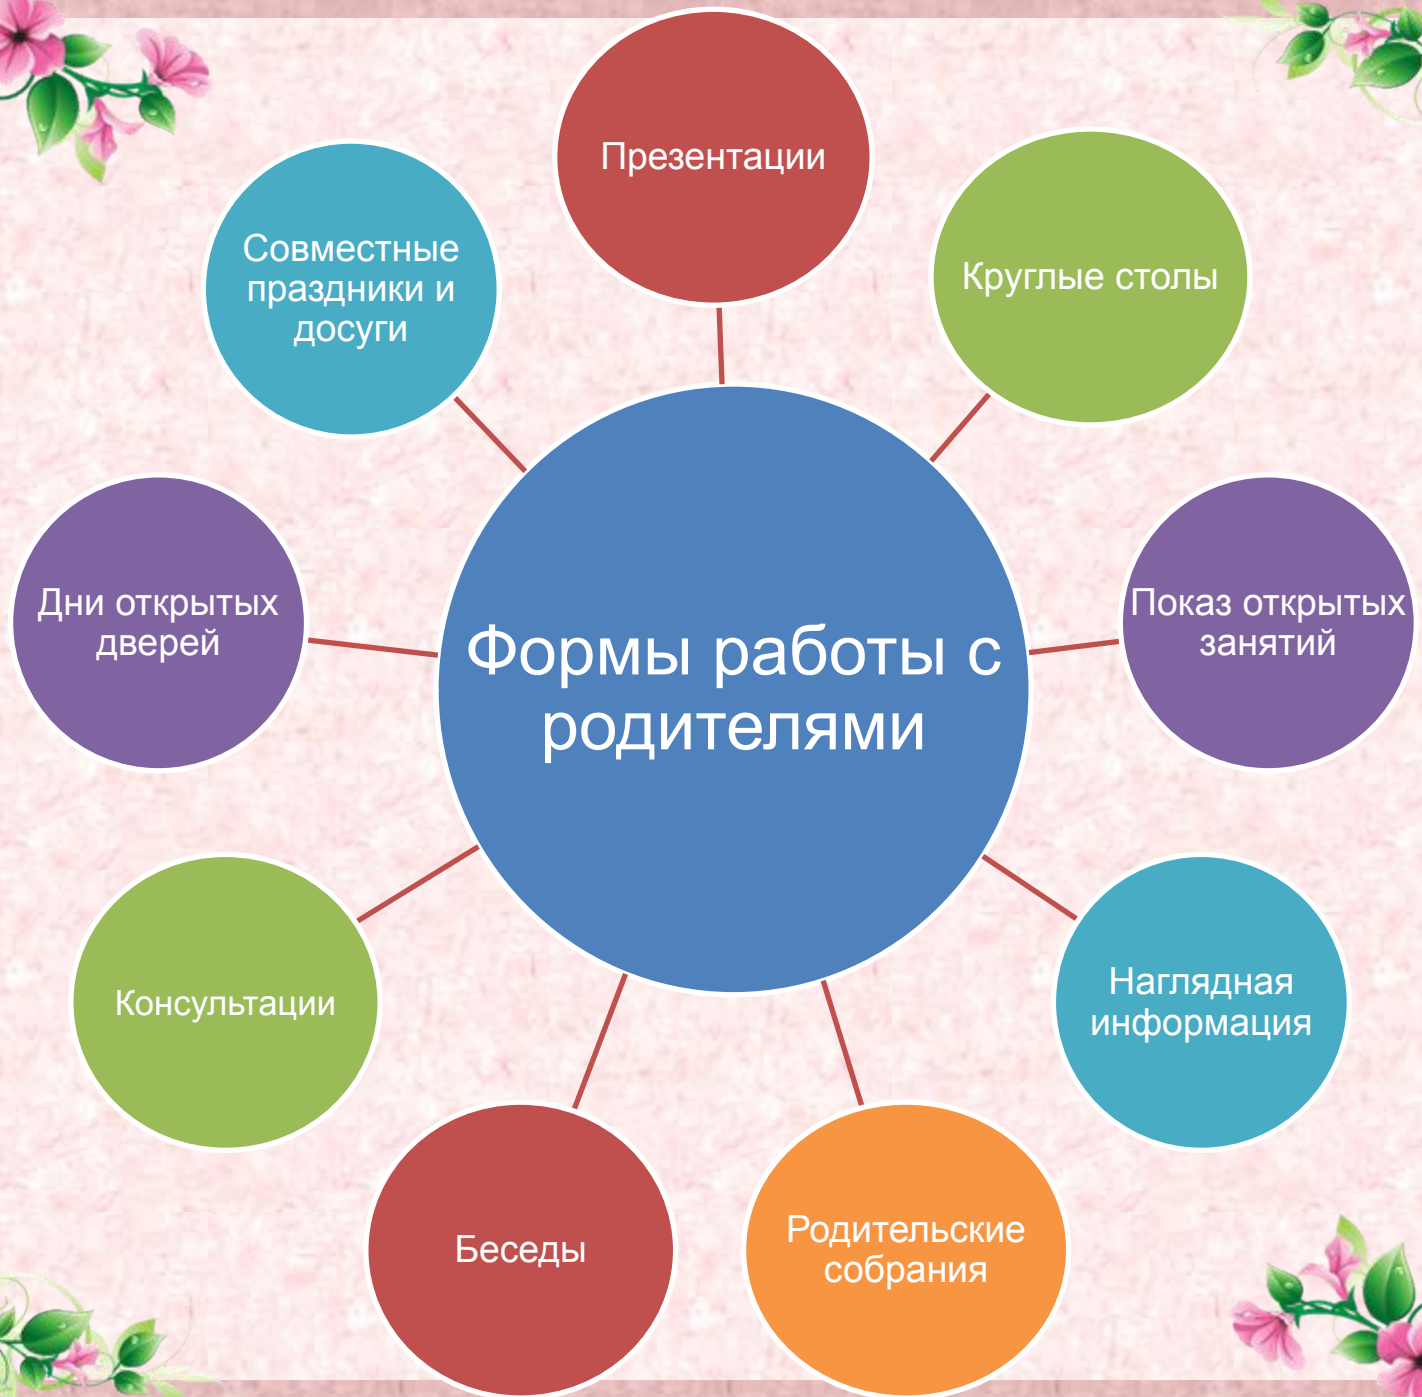 Презентации
Круглые столы
Совместные
праздники и
досуги
Дни открытых
дверей
Формы работы с
родителями
Показ открытых
занятий
Консультации
Наглядная
информация
Беседы
Родительские
собрания